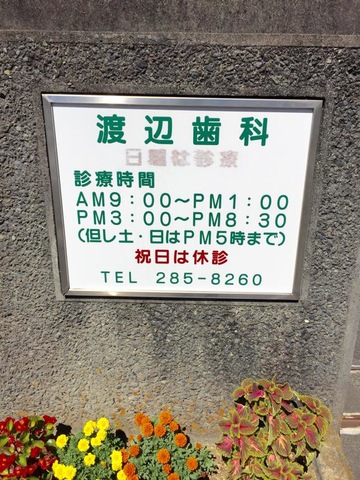 渡辺歯科
日曜は診療
診療時間
AM9:00〜PM1:00
PM3:00〜PM8:30
(但し土・日はPM5時まで)
祝日は休診
TEL 285-8260